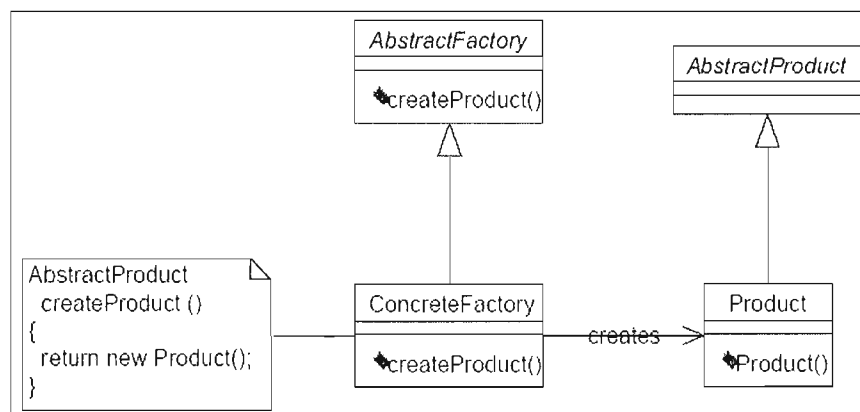 AbstractFactory
createProduct()
AbstractProduct
AbstractProduct
createProduct ()
{
return new Product();
}
ConcreteFactory
createProduct()
creates
Product
Product()